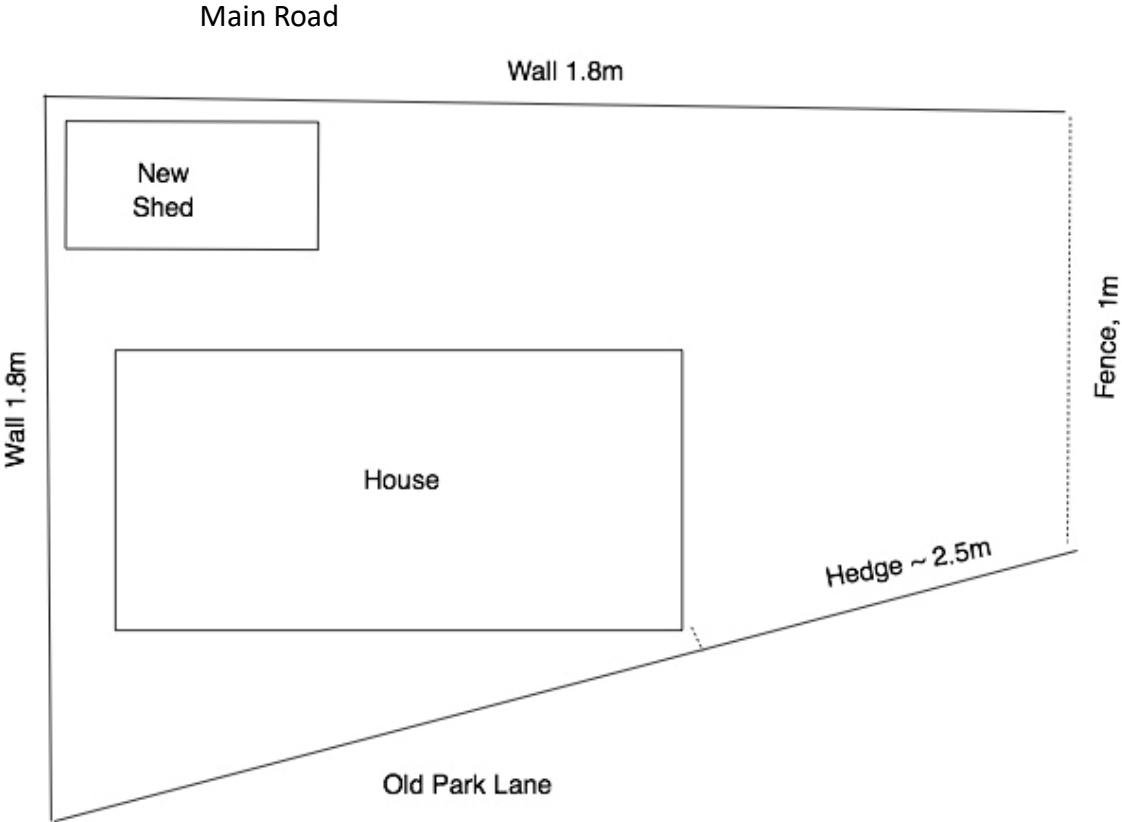 Main Road
Wall 1.8m
New
Shed
Fence, 1m
Wall 1.8m
House
Hedge ~ 2.5m
Old Park Lane